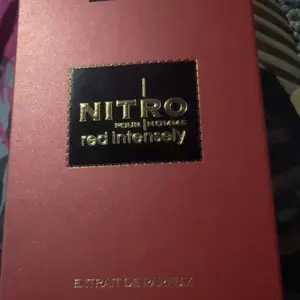 NITRO
POUR HOMME
red intensely
EXTRAIT DE PARFUM